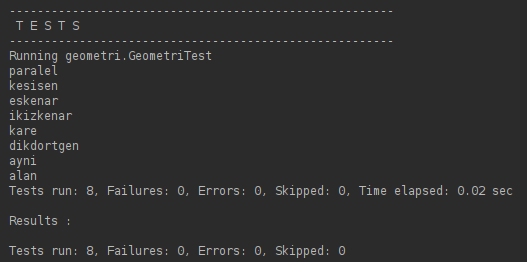 -------------------------------------------------------
T E S T S
-------------------------------------------------------
Running geometri.GeometriTest
paralel
kesisen
eskenar
ikizkenar
kare
dikdortgen
ayni
alan
Tests run: 8, Failures: 0, Errors: 0, Skipped: 0, Time elapsed: 0.02 sec
Results :
Tests run: 8, Failures: 0, Errors: 0, Skipped: 0